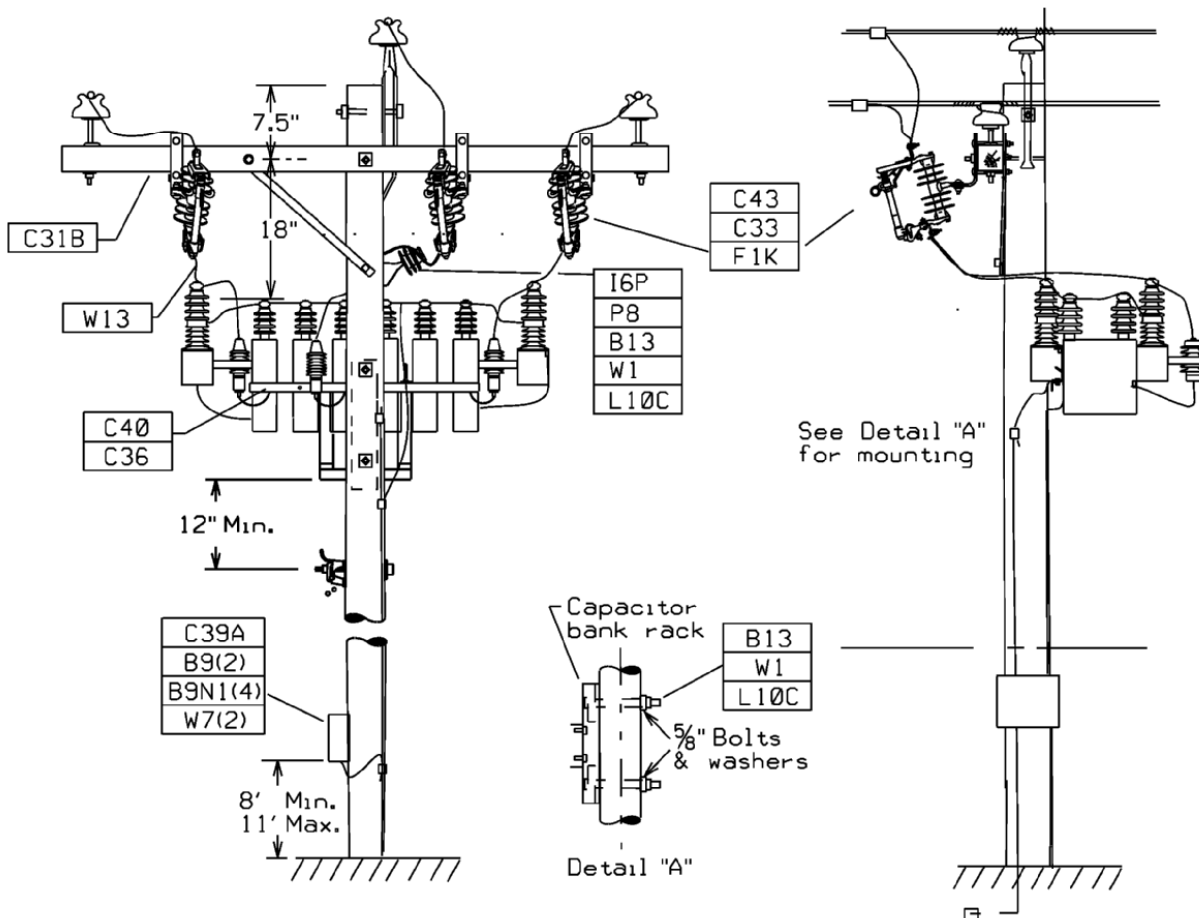 7.5"
18"
C31B
W13
C40
C36
12" Min.
C39A
B9(2)
B9N1(4)
W7(2)
8' Min.
11' Max.
C43
C33
F1K
I6P
P8
B13
W1
L10C
See Detail "A"
for mounting
Capacitor
bank rack
B13
W1
L10C
5/8" Bolts
& washers
Detail "A"